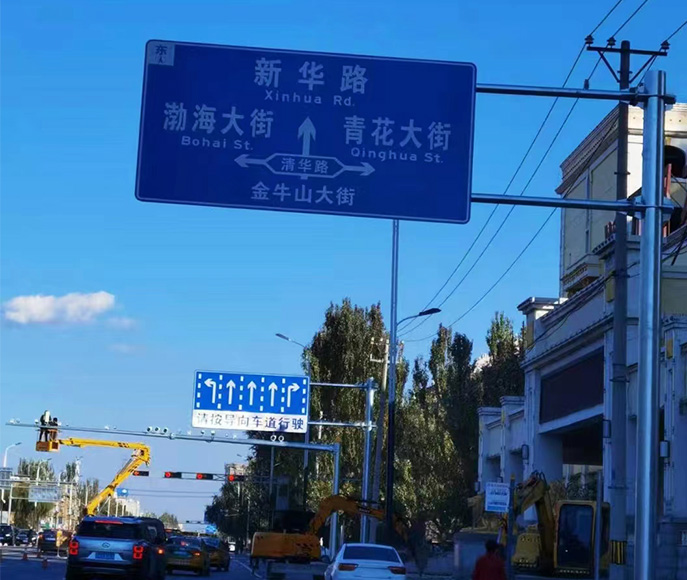 东
新华路
Xinhua Rd.
渤海大街
Bohai St.
青花大街
Qinghua St.
清华路
金牛山大街
请按导向车道行驶